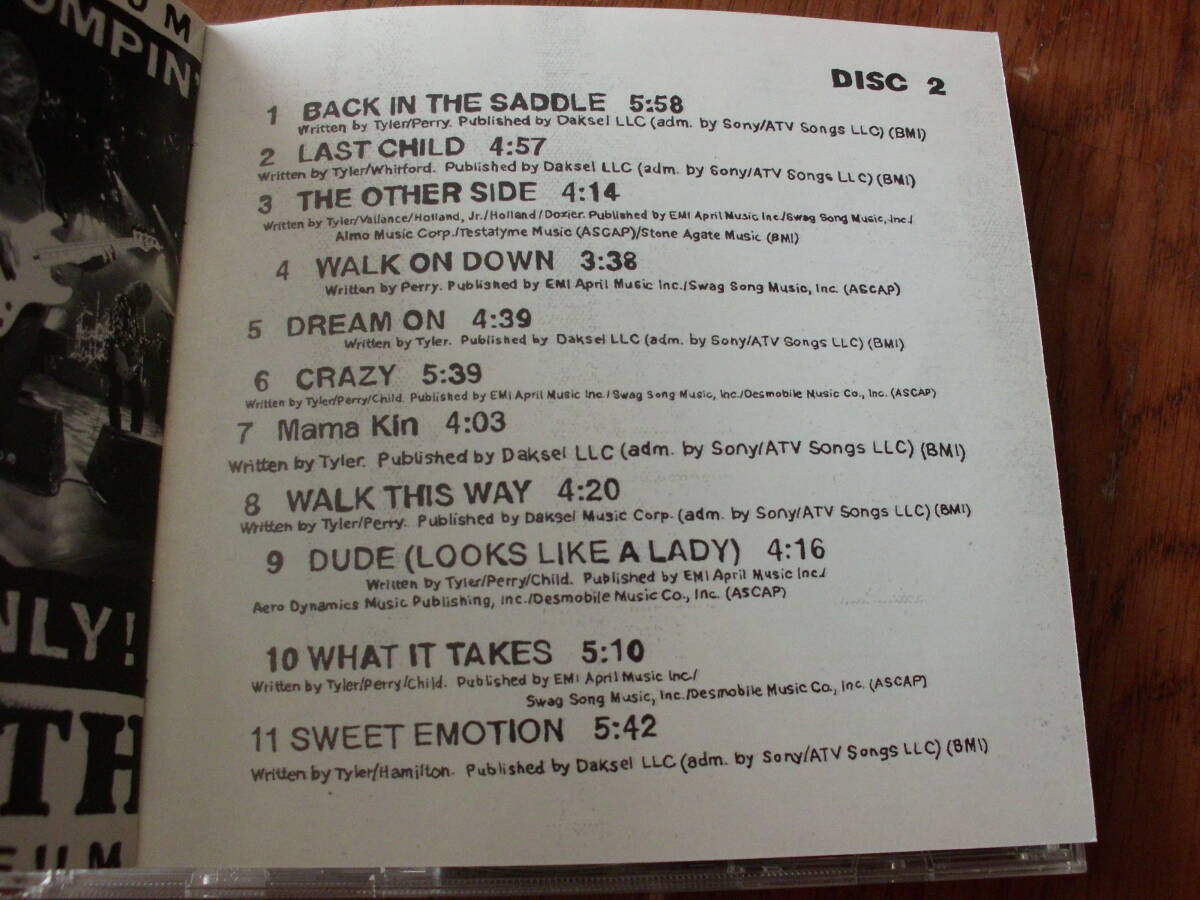 UM
UMPIN'
NLY!
TH
EUM
DISC 2
1 BACK IN THE SADDLE 5:58
Written by Tyler/Perry. Published by Daksel LLC (adm. by Sony/ATV Songs LLC) (BMI)
2 LAST CHILD 4:57
Written by Tyler/Whitford. Published by Daksel LLC (adm. by Sony/ATV Songs LLC) (BMI)
3 THE OTHER SIDE 4:14
Written by Tyler/Vallance/Holland, Jr./Holland/Dozier. Published by EMI April Music Inc./Swag Song Music, Inc./
Almo Music Corp./Testatyme Music (ASCAP)/Stone Agate Music (BMI)
4 WALK ON DOWN 3:38
Written by Perry. Published by EMI April Music Inc./Swag Song Music, Inc. (ASCAP)
5 DREAM ON 4:39
Written by Tyler. Published by Daksel LLC (adm. by Sony/ATV Songs LLC) (BMI)
6 CRAZY 5:39
Written by Tyler/Perry/Child. Published by EMI April Music Inc./Swag Song Music, Inc./Desmobile Music Co., Inc. (ASCAP)
7 Mama Kin 4:03
Written by Tyler. Published by Daksel LLC (adm. by Sony/ATV Songs LLC) (BMI)
8 WALK THIS WAY 4:20
Written by Tyler/Perry. Published by Daksel Music Corp. (adm. by Sony/ATV Songs LLC) (BMI)
9 DUDE (LOOKS LIKE A LADY) 4:16
Written by Tyler/Perry/Child. Published by EMI April Music Inc./
Aero Dynamics Music Publishing, Inc./Desmobile Music Co., Inc. (ASCAP)
10 WHAT IT TAKES 5:10
Written by Tyler/Perry/Child. Published by EMI April Music Inc./
Swag Song Music, Inc./Desmobile Music Co., Inc. (ASCAP)
11 SWEET EMOTION 5:42
Written by Tyler/Hamilton. Published by Daksel LLC (adm. by Sony/ATV Songs LLC) (BMI)